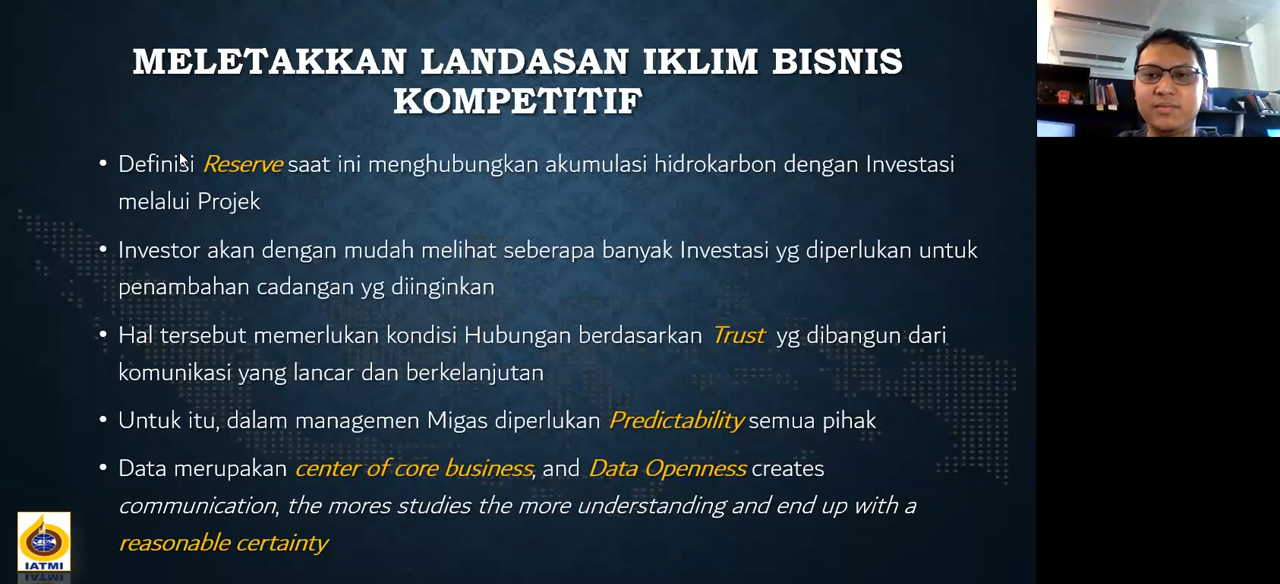 MELETAKKAN LANDASAN IKLIM BISNIS
KOMPETITIF
• Definisi Reserve saat ini menghubungkan akumulasi hidrokarbon dengan Investasi
melalui Projek
• Investor akan dengan mudah melihat seberapa banyak Investasi yg diperlukan untuk
penambahan cadangan yg diinginkan
• Hal tersebut memerlukan kondisi Hubungan berdasarkan Trust yg dibangun dari
komunikasi yang lancar dan berkelanjutan
• Untuk itu, dalam managemen Migas diperlukan Predictability semua pihak
• Data merupakan center of core business, and Data Openness creates
communication, the mores studies the more understanding and end up with a
reasonable certainty
IATMI